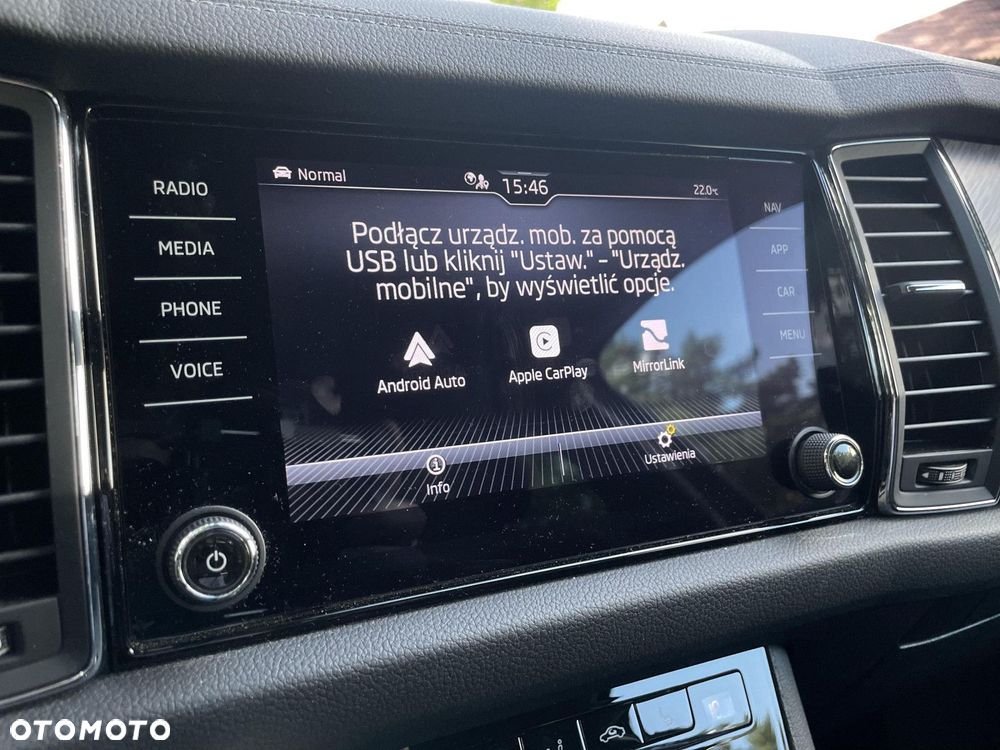 RADIO
MEDIA
PHONE
VOICE
Normal
15:46
22.0°C
Podłącz urządz. mob. za pomocą
USB lub kliknij "Ustaw." - "Urządz.
mobilne", by wyświetlić opcje.
Android Auto
Apple CarPlay
MirrorLink
Info
Ustawienia
NAV
APP
CAR
MENU
OTOMOTO